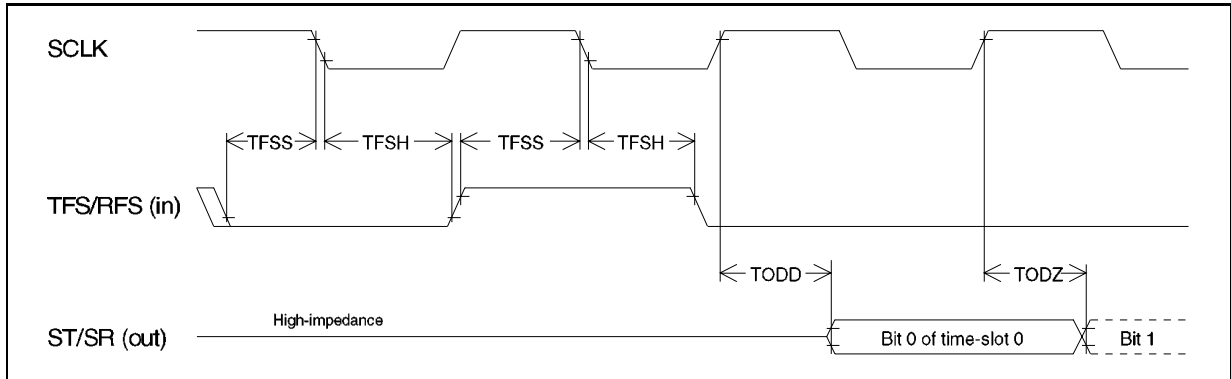 SCLK
TFSS TFSH TFSS TFSH
TFS/RFS (in)
TODD TODZ
High-impedance
ST/SR (out) Bit 0 of time-slot 0 Bit 1